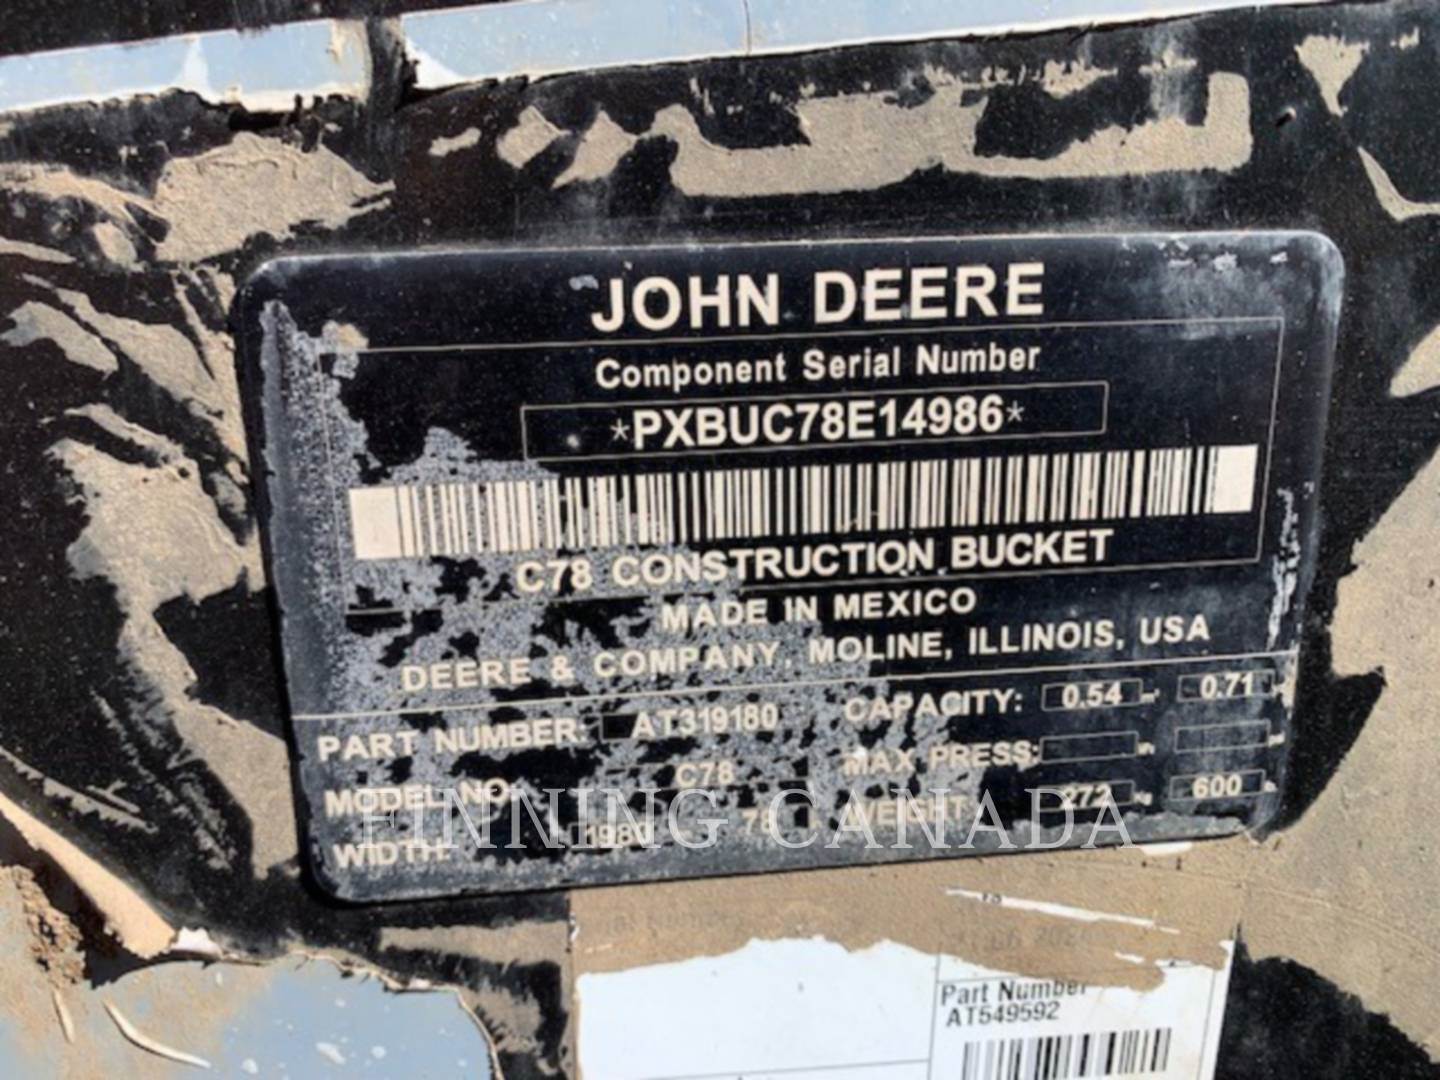 JOHN DEERE
Component Serial Number
*PXBUC78E14986*
C78 CONSTRUCTION BUCKET
MADE IN MEXICO
DEERE & COMPANY, MOLINE, ILLINOIS, USA
PART NUMBER: AT319180 CAPACITY: 0.54 0.71
MODEL NO: C78 MAX PRESS:
WIDTH: 1980 78 WEIGHT: 272 kg 600 lb
FINNING CANADA
Part Number
AT549592